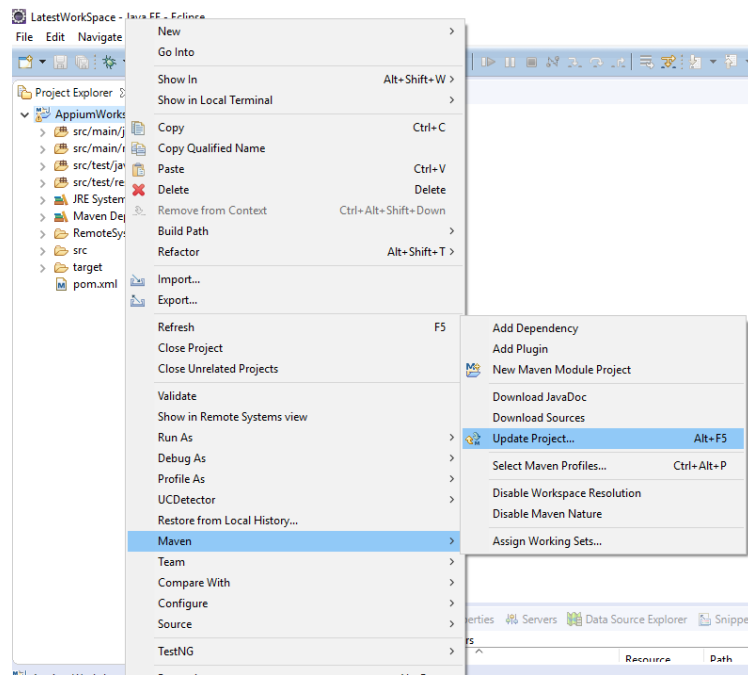 LatestWorkSpace - Java EE - Eclipse
File Edit Navigate
Project Explorer
AppiumWorks
src/main/j
src/main/r
src/test/jav
src/test/re
JRE System
Maven Dep
RemoteSys
src
target
pom.xml
New
Go Into
Show In Alt+Shift+W
Show in Local Terminal
Copy Ctrl+C
Copy Qualified Name
Paste Ctrl+V
Delete Delete
Remove from Context Ctrl+Alt+Shift+Down
Build Path
Refactor Alt+Shift+T
Import...
Export...
Refresh F5
Close Project
Close Unrelated Projects
Validate
Show in Remote Systems view
Run As
Debug As
Profile As
UCDetector
Restore from Local History...
Maven
Team
Compare With
Configure
Source
TestNG
Add Dependency
Add Plugin
New Maven Module Project
Download JavaDoc
Download Sources
Update Project... Alt+F5
Select Maven Profiles... Ctrl+Alt+P
Disable Workspace Resolution
Disable Maven Nature
Assign Working Sets...
perties Servers Data Source Explorer Snippe
rs
Resource Path